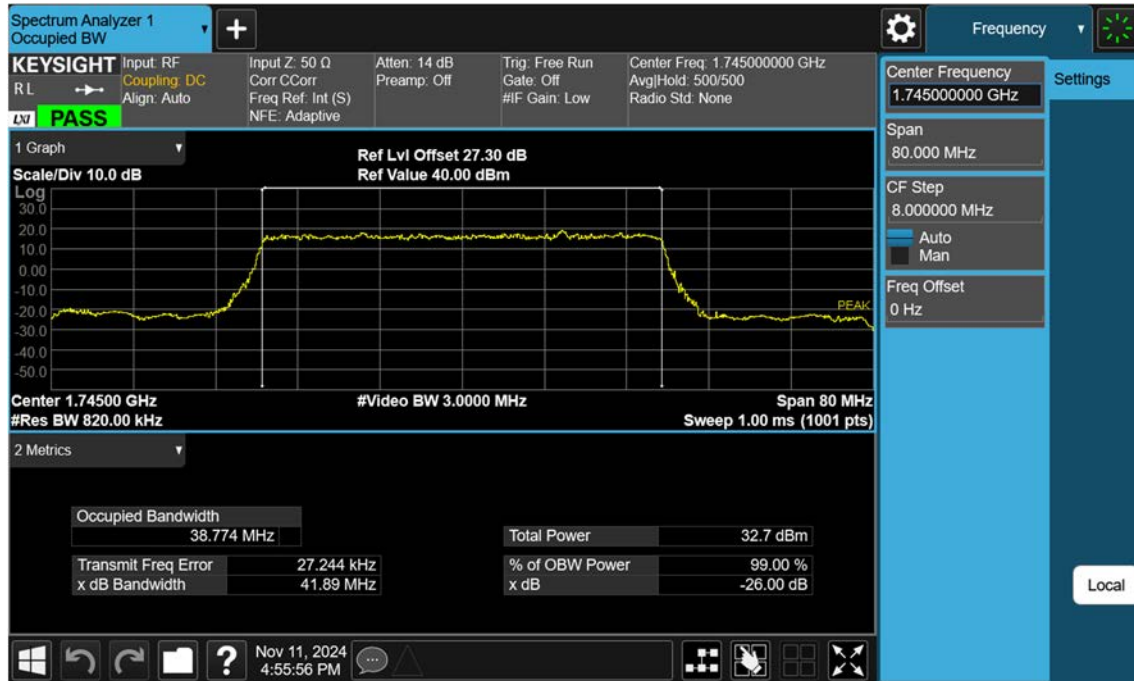 Spectrum Analyzer 1
Occupied BW
Frequency
KEYSIGHT
R L
LXI PASS
Input: RF
Coupling: DC
Align: Auto
Input Z: 50 Ω
Corr CCorr
Freq Ref: Int (S)
NFE: Adaptive
Atten: 14 dB
Preamp: Off
Trig: Free Run
Gate: Off
#IF Gain: Low
Center Freq: 1.745000000 GHz
Avg|Hold: 500/500
Radio Std: None
Center Frequency
1.745000000 GHz
Settings
Span
80.000 MHz
CF Step
8.000000 MHz
Auto
Man
Freq Offset
0 Hz
1 Graph
Ref Lvl Offset 27.30 dB
Scale/Div 10.0 dB
Ref Value 40.00 dBm
Log
30.0
20.0
10.0
0.00
-10.0
-20.0
-30.0
-40.0
-50.0
PEAK
Center 1.74500 GHz
#Video BW 3.0000 MHz
Span 80 MHz
#Res BW 820.00 kHz
Sweep 1.00 ms (1001 pts)
2 Metrics
Occupied Bandwidth
38.774 MHz
Total Power 32.7 dBm
Transmit Freq Error 27.244 kHz
% of OBW Power 99.00 %
x dB Bandwidth 41.89 MHz
x dB -26.00 dB
Local
?
Nov 11, 2024
4:55:56 PM